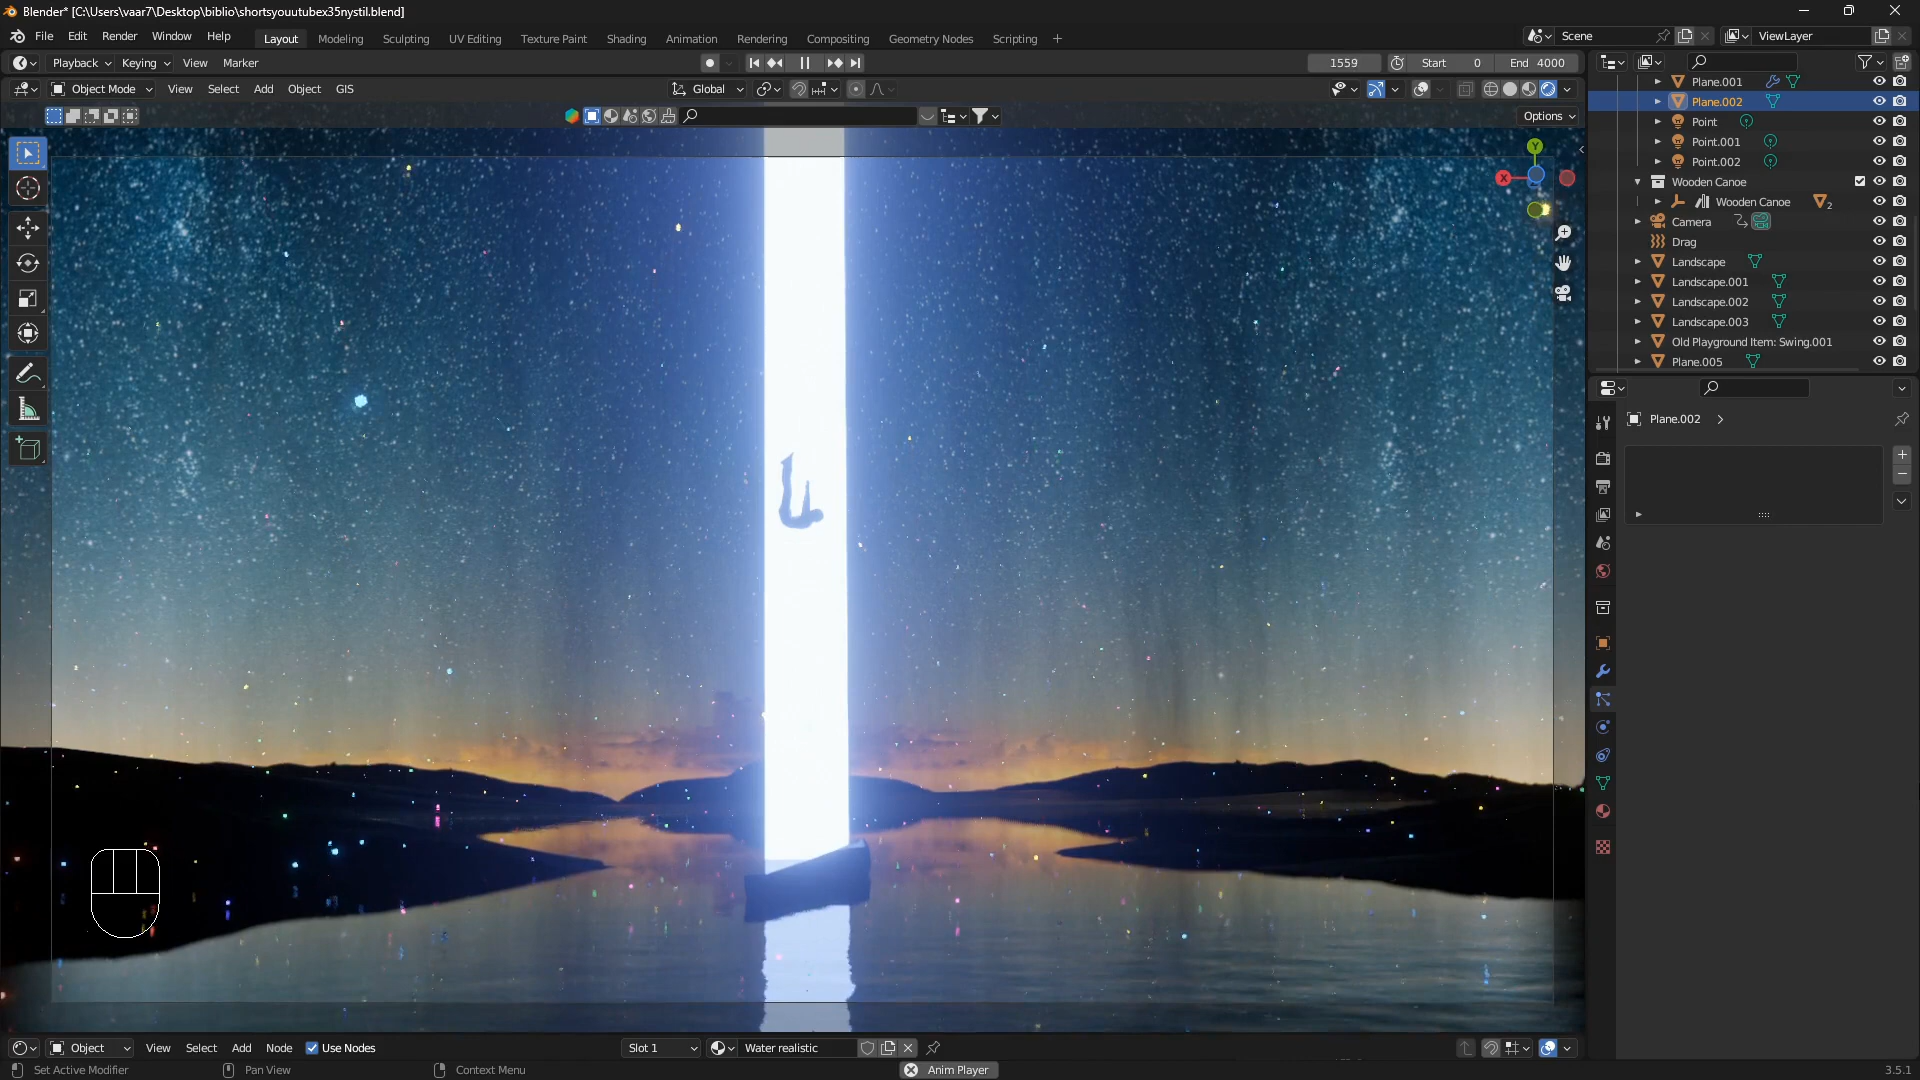 Blender* [C:\Users\vaar7\Desktop\biblio\shortsyouutubex35nystil.blend]
File Edit Render Window Help Layout Modeling Sculpting UV Editing Texture Paint Shading Animation Rendering Compositing Geometry Nodes Scripting + Scene ViewLayer
Playback Keying View Marker 1559 Start 0 End 4000
Object Mode View Select Add Object GIS Global
Options
Plane.001
Plane.002
Point
Point.001
Point.002
Wooden Canoe
Wooden Canoe 2
Camera
Drag
Landscape
Landscape.001
Landscape.002
Landscape.003
Old Playground Item: Swing.001
Plane.005
Y
X
Plane.002
Object View Select Add Node Use Nodes Slot 1 Water realistic
Set Active Modifier Pan View Context Menu Anim Player 3.5.1